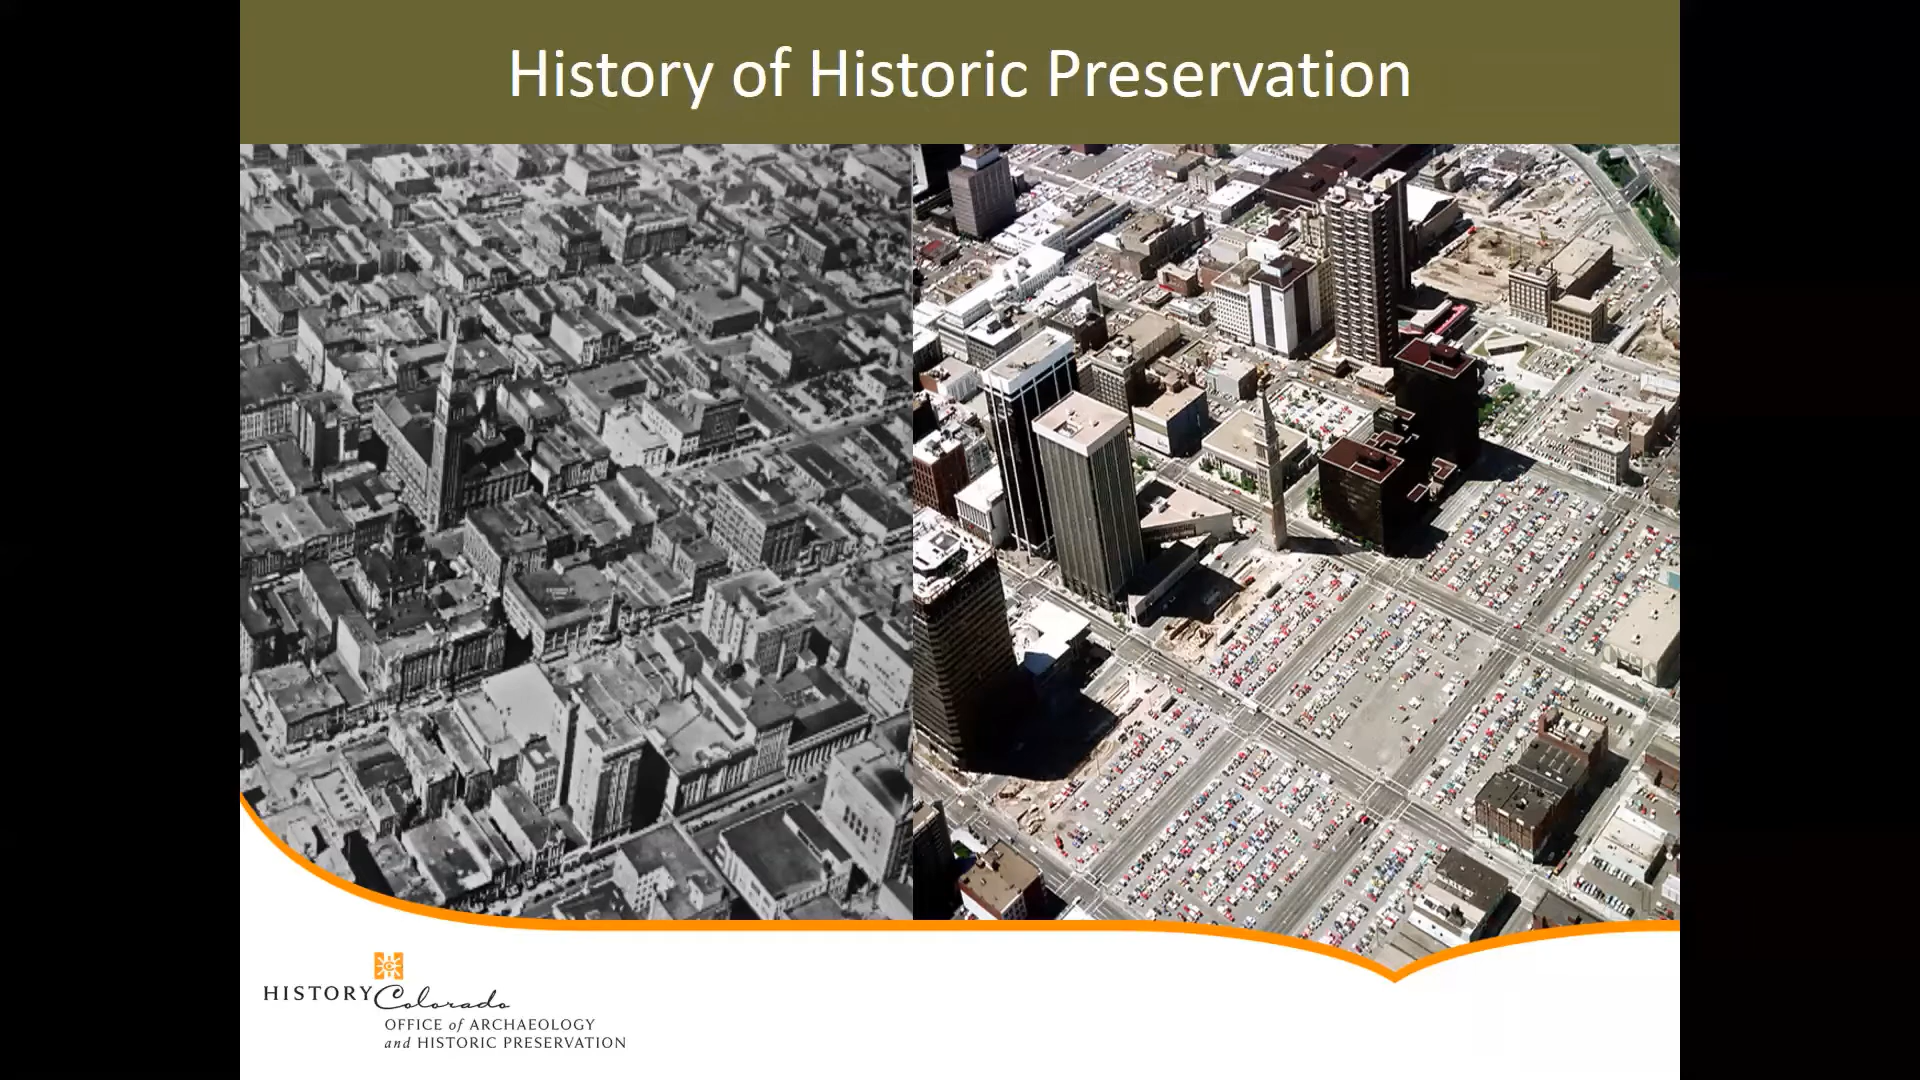 History of Historic Preservation
HISTORY Colorado
OFFICE of ARCHAEOLOGY
and HISTORIC PRESERVATION